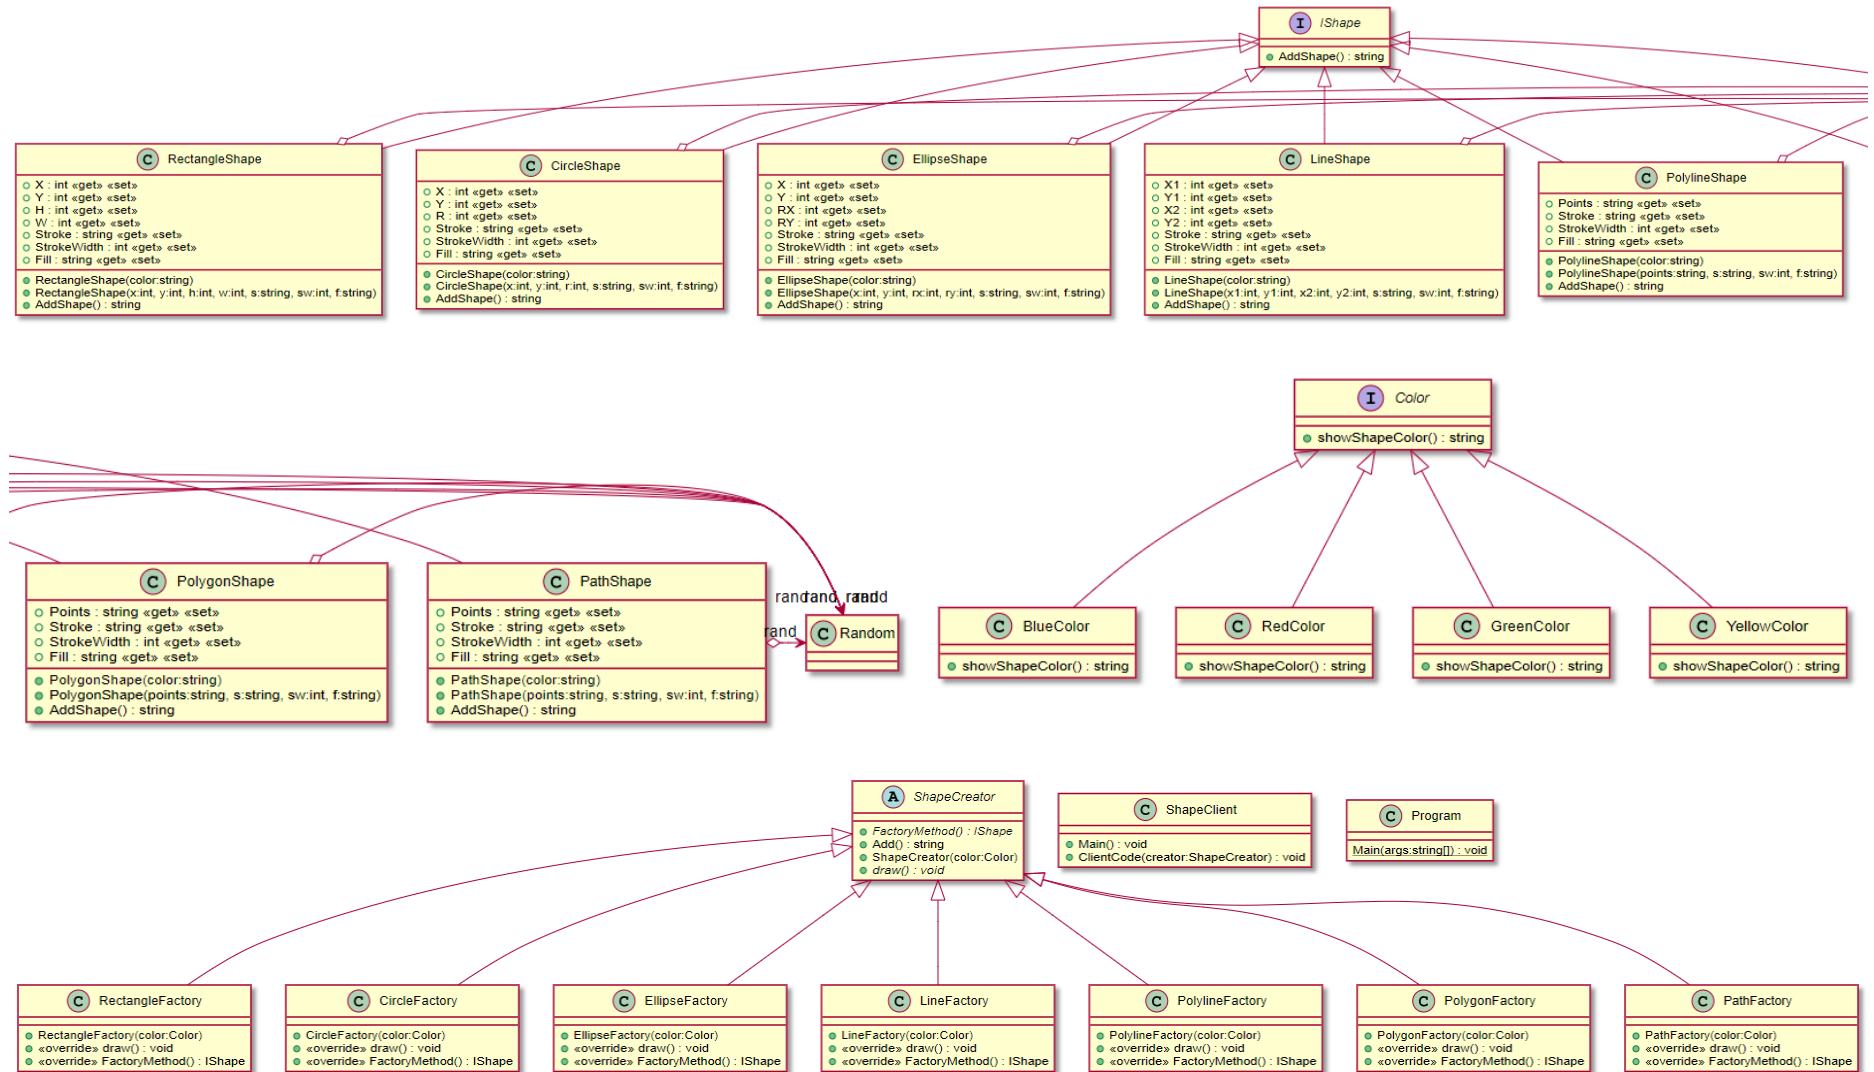 I IShape
AddShape() : string
C RectangleShape
X : int «get» «set»
Y : int «get» «set»
H : int «get» «set»
W : int «get» «set»
Stroke : string «get» «set»
StrokeWidth : int «get» «set»
Fill : string «get» «set»
RectangleShape(color:string)
RectangleShape(x:int, y:int, h:int, w:int, s:string, sw:int, f:string)
AddShape() : string
C CircleShape
X : int «get» «set»
Y : int «get» «set»
R : int «get» «set»
Stroke : string «get» «set»
StrokeWidth : int «get» «set»
Fill : string «get» «set»
CircleShape(color:string)
CircleShape(x:int, y:int, r:int, s:string, sw:int, f:string)
AddShape() : string
C EllipseShape
X : int «get» «set»
Y : int «get» «set»
RX : int «get» «set»
RY : int «get» «set»
Stroke : string «get» «set»
StrokeWidth : int «get» «set»
Fill : string «get» «set»
EllipseShape(color:string)
EllipseShape(x:int, y:int, rx:int, ry:int, s:string, sw:int, f:string)
AddShape() : string
C LineShape
X1 : int «get» «set»
Y1 : int «get» «set»
X2 : int «get» «set»
Y2 : int «get» «set»
Stroke : string «get» «set»
StrokeWidth : int «get» «set»
Fill : string «get» «set»
LineShape(color:string)
LineShape(x1:int, y1:int, x2:int, y2:int, s:string, sw:int, f:string)
AddShape() : string
C PolylineShape
Points : string «get» «set»
Stroke : string «get» «set»
StrokeWidth : int «get» «set»
Fill : string «get» «set»
PolylineShape(color:string)
PolylineShape(points:string, s:string, sw:int, f:string)
AddShape() : string
C PolygonShape
Points : string «get» «set»
Stroke : string «get» «set»
StrokeWidth : int «get» «set»
Fill : string «get» «set»
PolygonShape(color:string)
PolygonShape(points:string, s:string, sw:int, f:string)
AddShape() : string
C PathShape
Points : string «get» «set»
Stroke : string «get» «set»
StrokeWidth : int «get» «set»
Fill : string «get» «set»
PathShape(color:string)
PathShape(points:string, s:string, sw:int, f:string)
AddShape() : string
rand rand rand
rand
C Random
I Color
showShapeColor() : string
C BlueColor
showShapeColor() : string
C RedColor
showShapeColor() : string
C GreenColor
showShapeColor() : string
C YellowColor
showShapeColor() : string
A ShapeCreator
FactoryMethod() : IShape
Add() : string
ShapeCreator(color:Color)
draw() : void
C ShapeClient
Main() : void
ClientCode(creator:ShapeCreator) : void
C Program
Main(args:string[]) : void
C RectangleFactory
RectangleFactory(color:Color)
«override» draw() : void
«override» FactoryMethod() : IShape
C CircleFactory
CircleFactory(color:Color)
«override» draw() : void
«override» FactoryMethod() : IShape
C EllipseFactory
EllipseFactory(color:Color)
«override» draw() : void
«override» FactoryMethod() : IShape
C LineFactory
LineFactory(color:Color)
«override» draw() : void
«override» FactoryMethod() : IShape
C PolylineFactory
PolylineFactory(color:Color)
«override» draw() : void
«override» FactoryMethod() : IShape
C PolygonFactory
PolygonFactory(color:Color)
«override» draw() : void
«override» FactoryMethod() : IShape
C PathFactory
PathFactory(color:Color)
«override» draw() : void
«override» FactoryMethod() : IShape